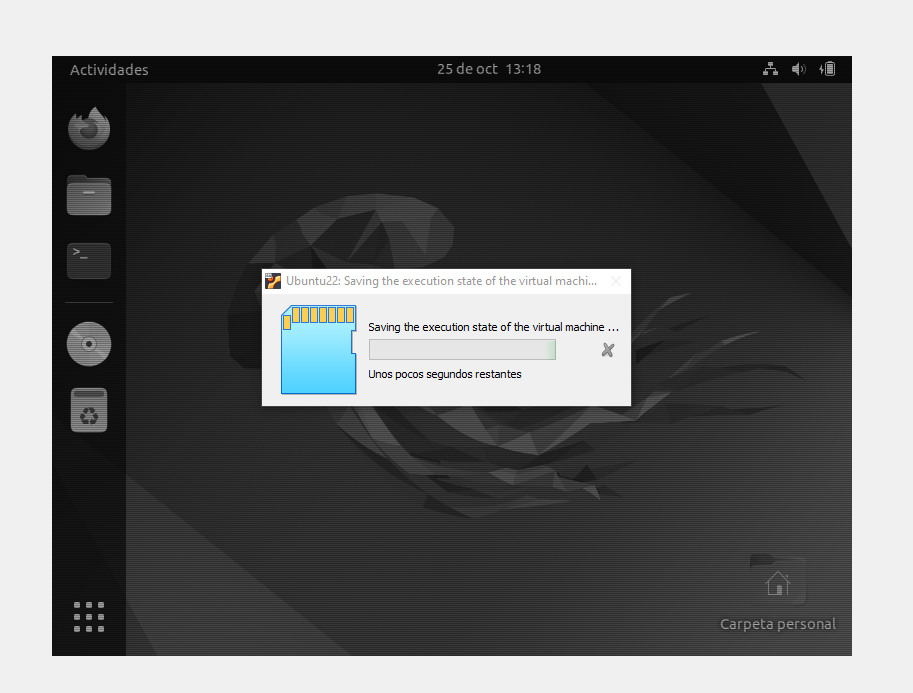 Actividades
25 de oct 13:18
Ubuntu22: Saving the execution state of the virtual machi...
Saving the execution state of the virtual machine ...
Unos pocos segundos restantes
>_
Carpeta personal